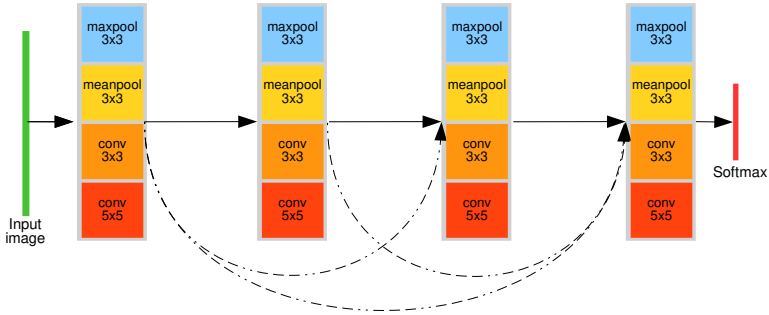 maxpool
3x3
meanpool
3x3
conv
3x3
conv
5x5
maxpool
3x3
meanpool
3x3
conv
3x3
conv
5x5
maxpool
3x3
meanpool
3x3
conv
3x3
conv
5x5
maxpool
3x3
meanpool
3x3
conv
3x3
conv
5x5
Input
image
Softmax